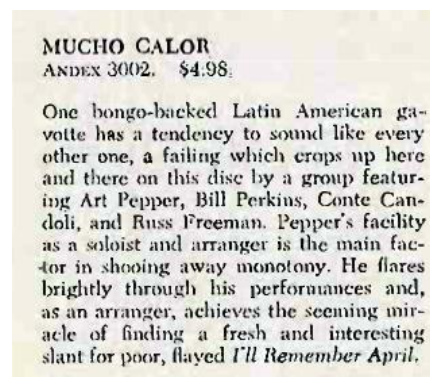 MUCHO CALOR
ANDEX 3002. $4.98.
One bongo-backed Latin American ga-
votte has a tendency to sound like every
other one, a failing which crops up here
and there on this disc by a group featur-
ing Art Pepper, Bill Perkins, Conte Can-
doli, and Russ Freeman. Pepper's facility
as a soloist and arranger is the main fac-
tor in shooing away monotony. He flares
brightly through his performances and,
as an arranger, achieves the seeming mir-
acle of finding a fresh and interesting
slant for poor, flayed I'll Remember April.